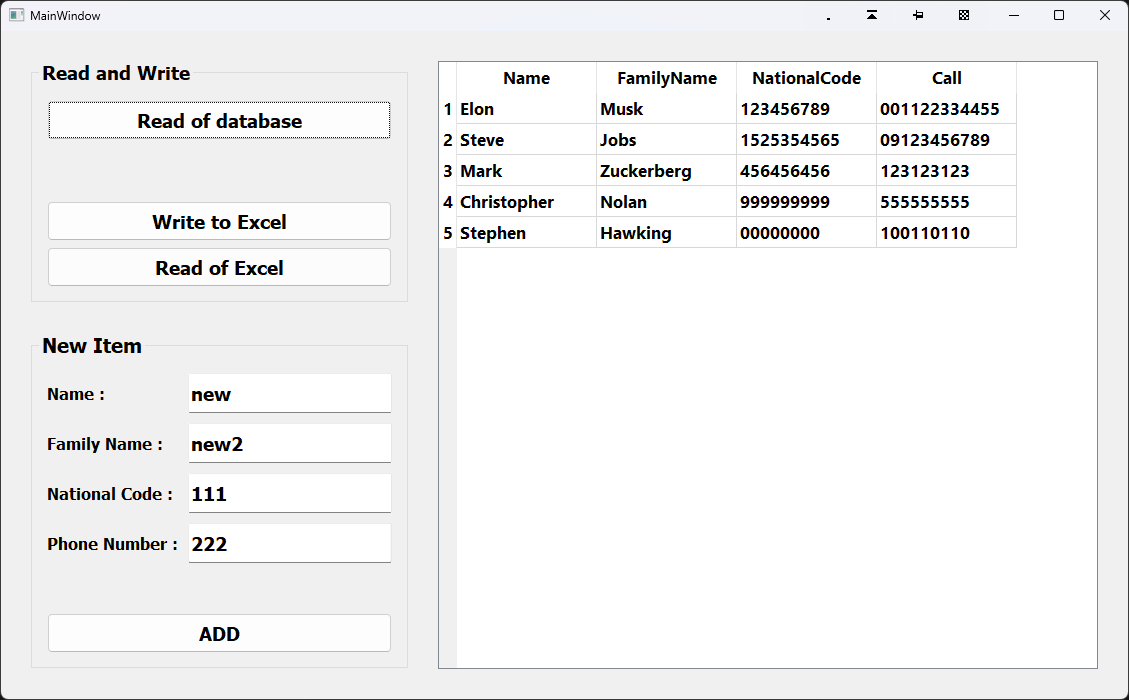 MainWindow
Read and Write
Read of database
Write to Excel
Read of Excel
New Item
Name : new
Family Name : new2
National Code : 111
Phone Number : 222
ADD
Name FamilyName NationalCode Call
1 Elon Musk 123456789 001122334455
2 Steve Jobs 1525354565 09123456789
3 Mark Zuckerberg 456456456 123123123
4 Christopher Nolan 999999999 555555555
5 Stephen Hawking 00000000 100110110